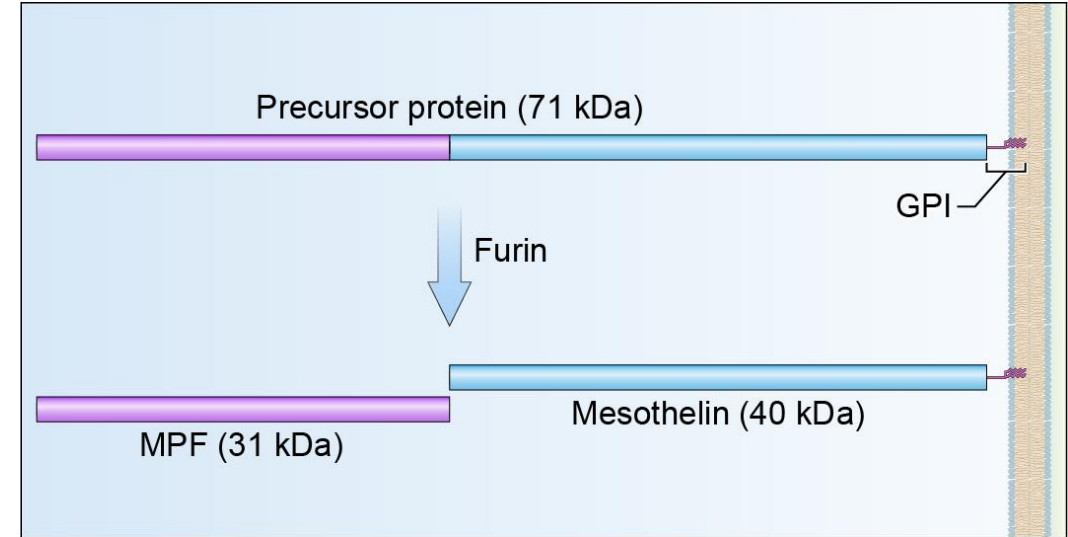 Precursor protein (71 kDa)
GPI
Furin
Mesothelin (40 kDa)
MPF (31 kDa)